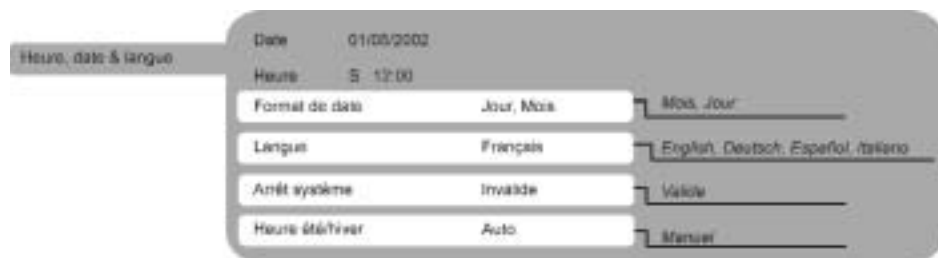 Heure, date & langue
Date 01/05/2002
Heure S 12:00
Format de date Jour, Mois Mois, Jour
Langue Français English, Deutsch, Español, Italiano
Arrêt système Invalide Valide
Heure été/hiver Auto Manuel